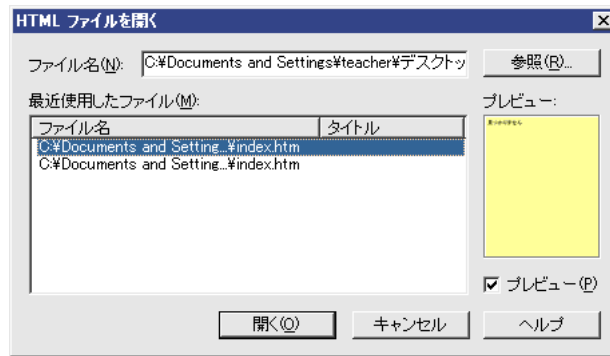 HTML ファイルを開く
ファイル名(N): C:¥Documents and Settings¥teacher¥デスクトッ 参照(R)...
最近使用したファイル(M): プレビュー:
ファイル名 タイトル
C:¥Documents and Setting...¥index.htm
C:¥Documents and Setting...¥index.htm
プレビュー(P)
開く(O) キャンセル ヘルプ